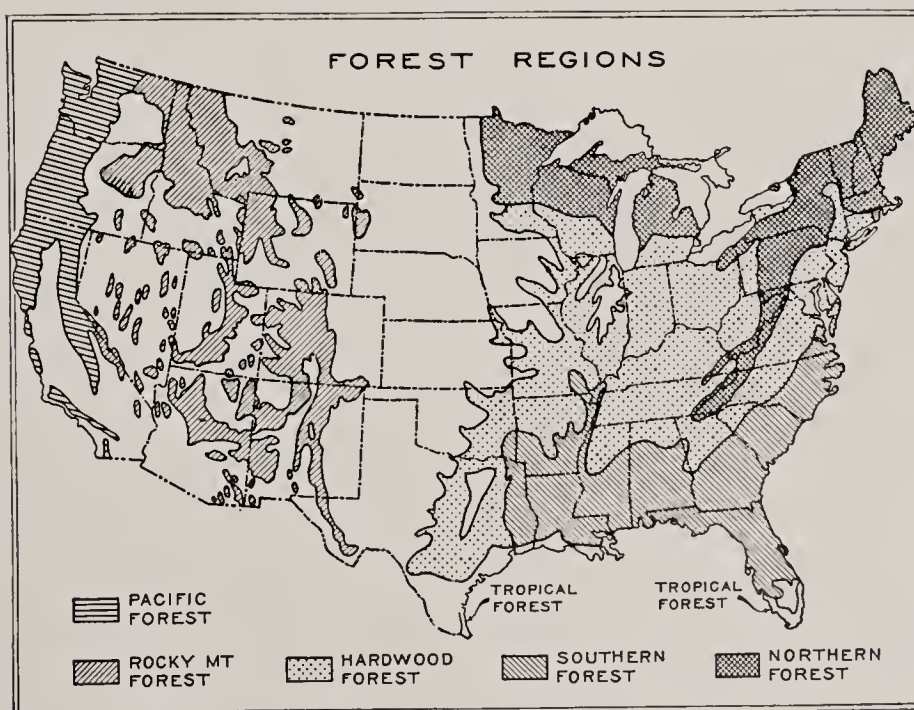 FOREST REGIONS
TROPICAL
FOREST
TROPICAL
FOREST
PACIFIC
FOREST
ROCKY MT
FOREST
HARDWOOD
FOREST
SOUTHERN
FOREST
NORTHERN
FOREST